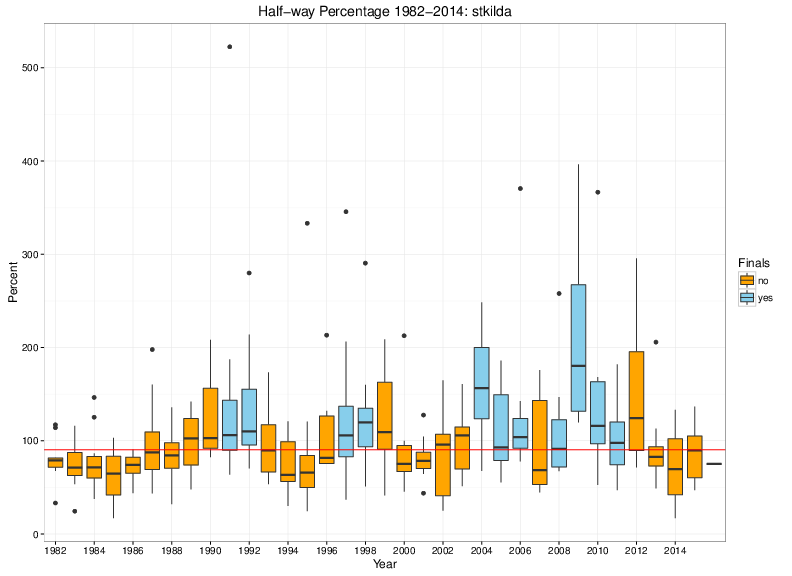 Half−way Percentage 1982−2014: stkilda
Percent
500
400
300
200
100
0
1982 1984 1986 1988 1990 1992 1994 1996 1998 2000 2002 2004 2006 2008 2010 2012 2014
Year
Finals
no
yes